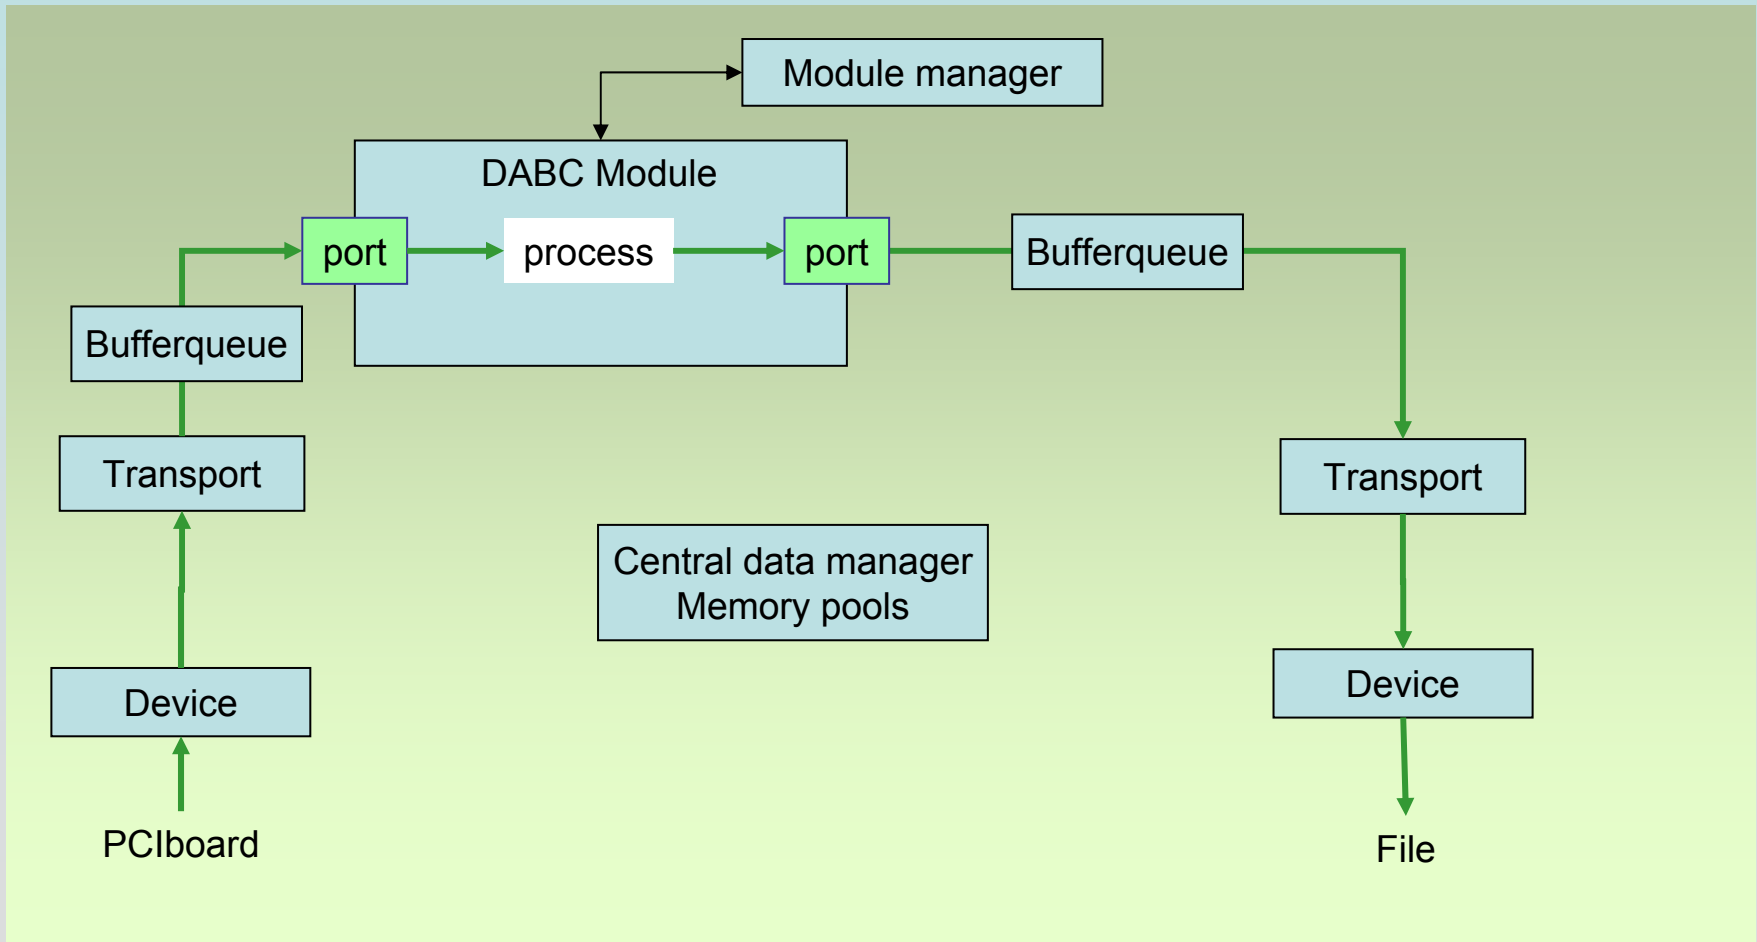 Module manager
DABC Module
port
process
port
Bufferqueue
Bufferqueue
Transport
Transport
Central data manager
Memory pools
Device
Device
PCIboard
File